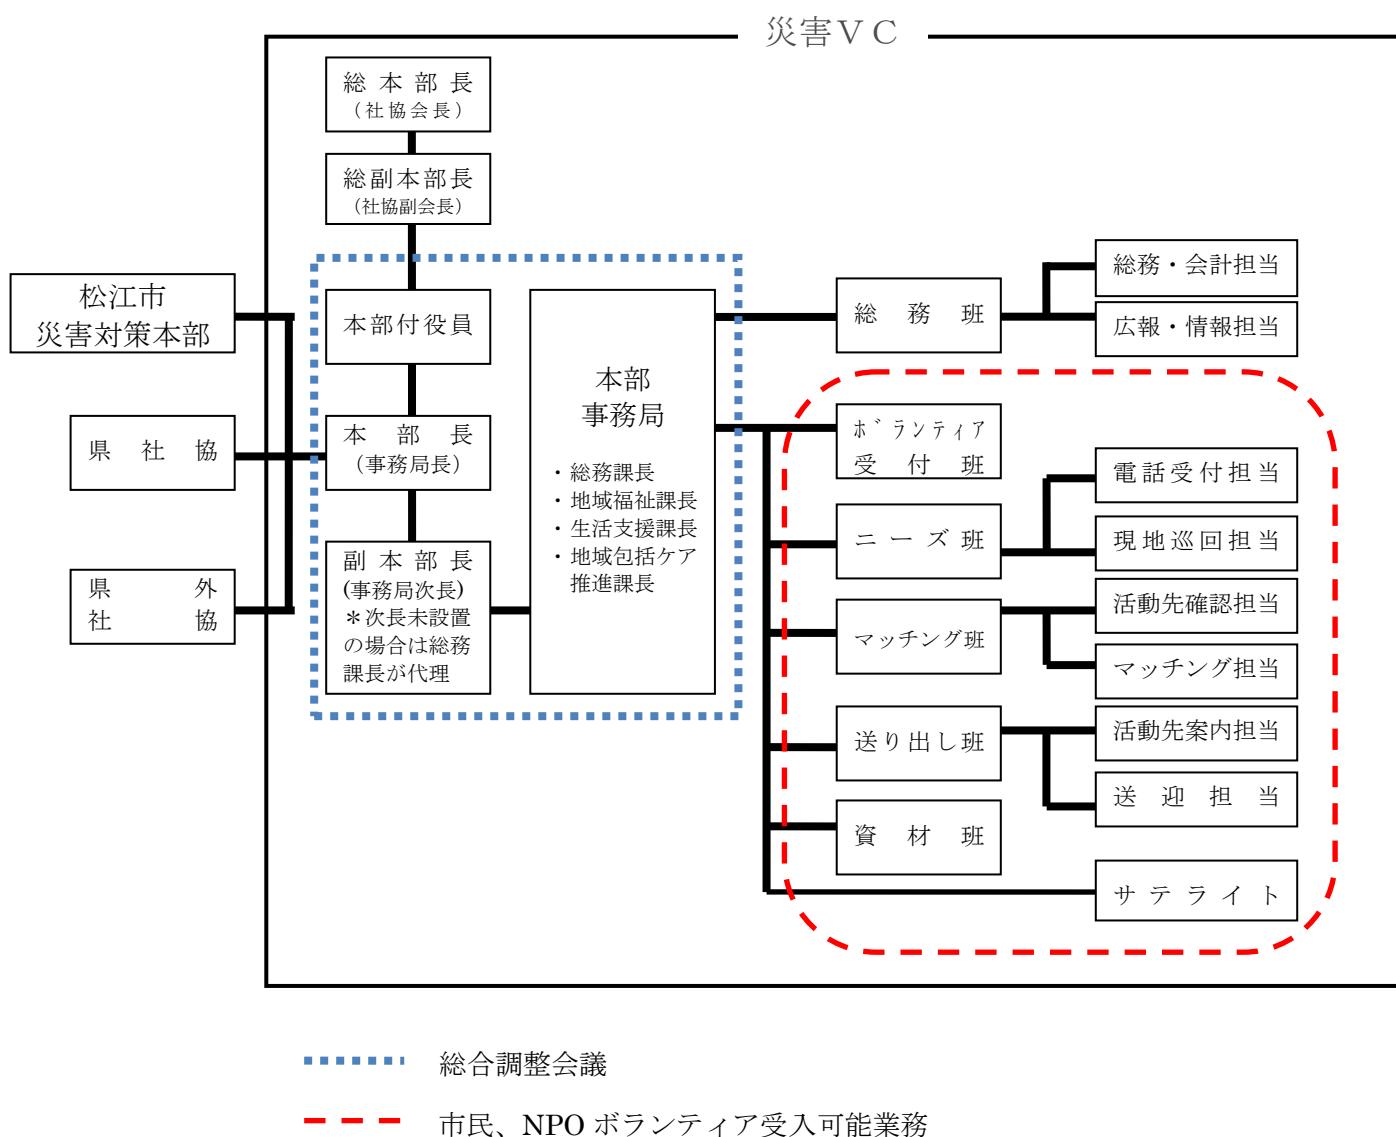 災害ＶＣ
総本部長
（社協会長）
総副本部長
（社協副会長）
松江市
災害対策本部
県社協
県外
社協
本部付役員
本部長
（事務局長）
副本部長
(事務局次長)
＊次長未設置
の場合は総務
課長が代理
本部
事務局
・総務課長
・地域福祉課長
・生活支援課長
・地域包括ケア
推進課長
総務班
総務・会計担当
広報・情報担当
ﾎﾞﾗﾝﾃｨｱ
受付班
ニーズ班
電話受付担当
現地巡回担当
マッチング班
活動先確認担当
マッチング担当
送り出し班
活動先案内担当
送迎担当
資材班
サテライト
総合調整会議
市民、NPO ボランティア受入可能業務